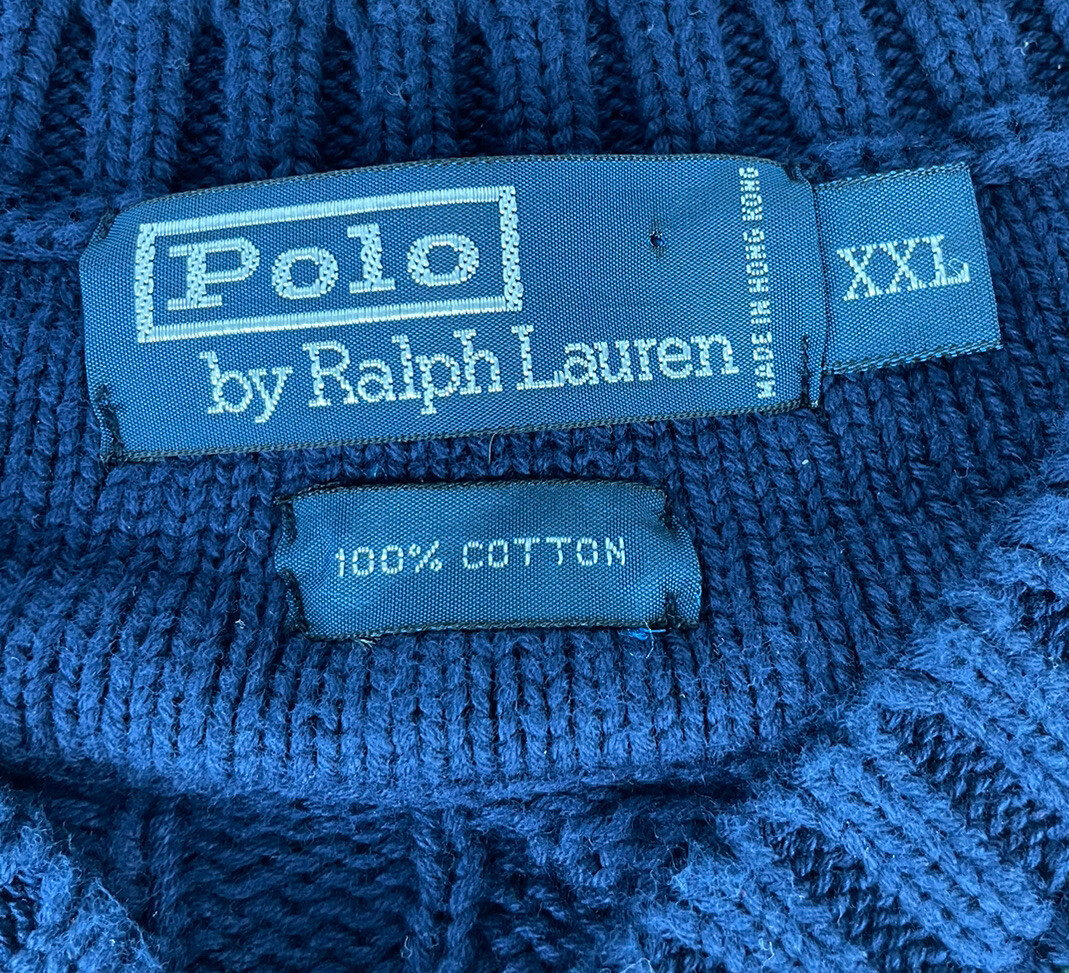 Polo
by Ralph Lauren
MADE IN HONG KONG
XXL
100% COTTON